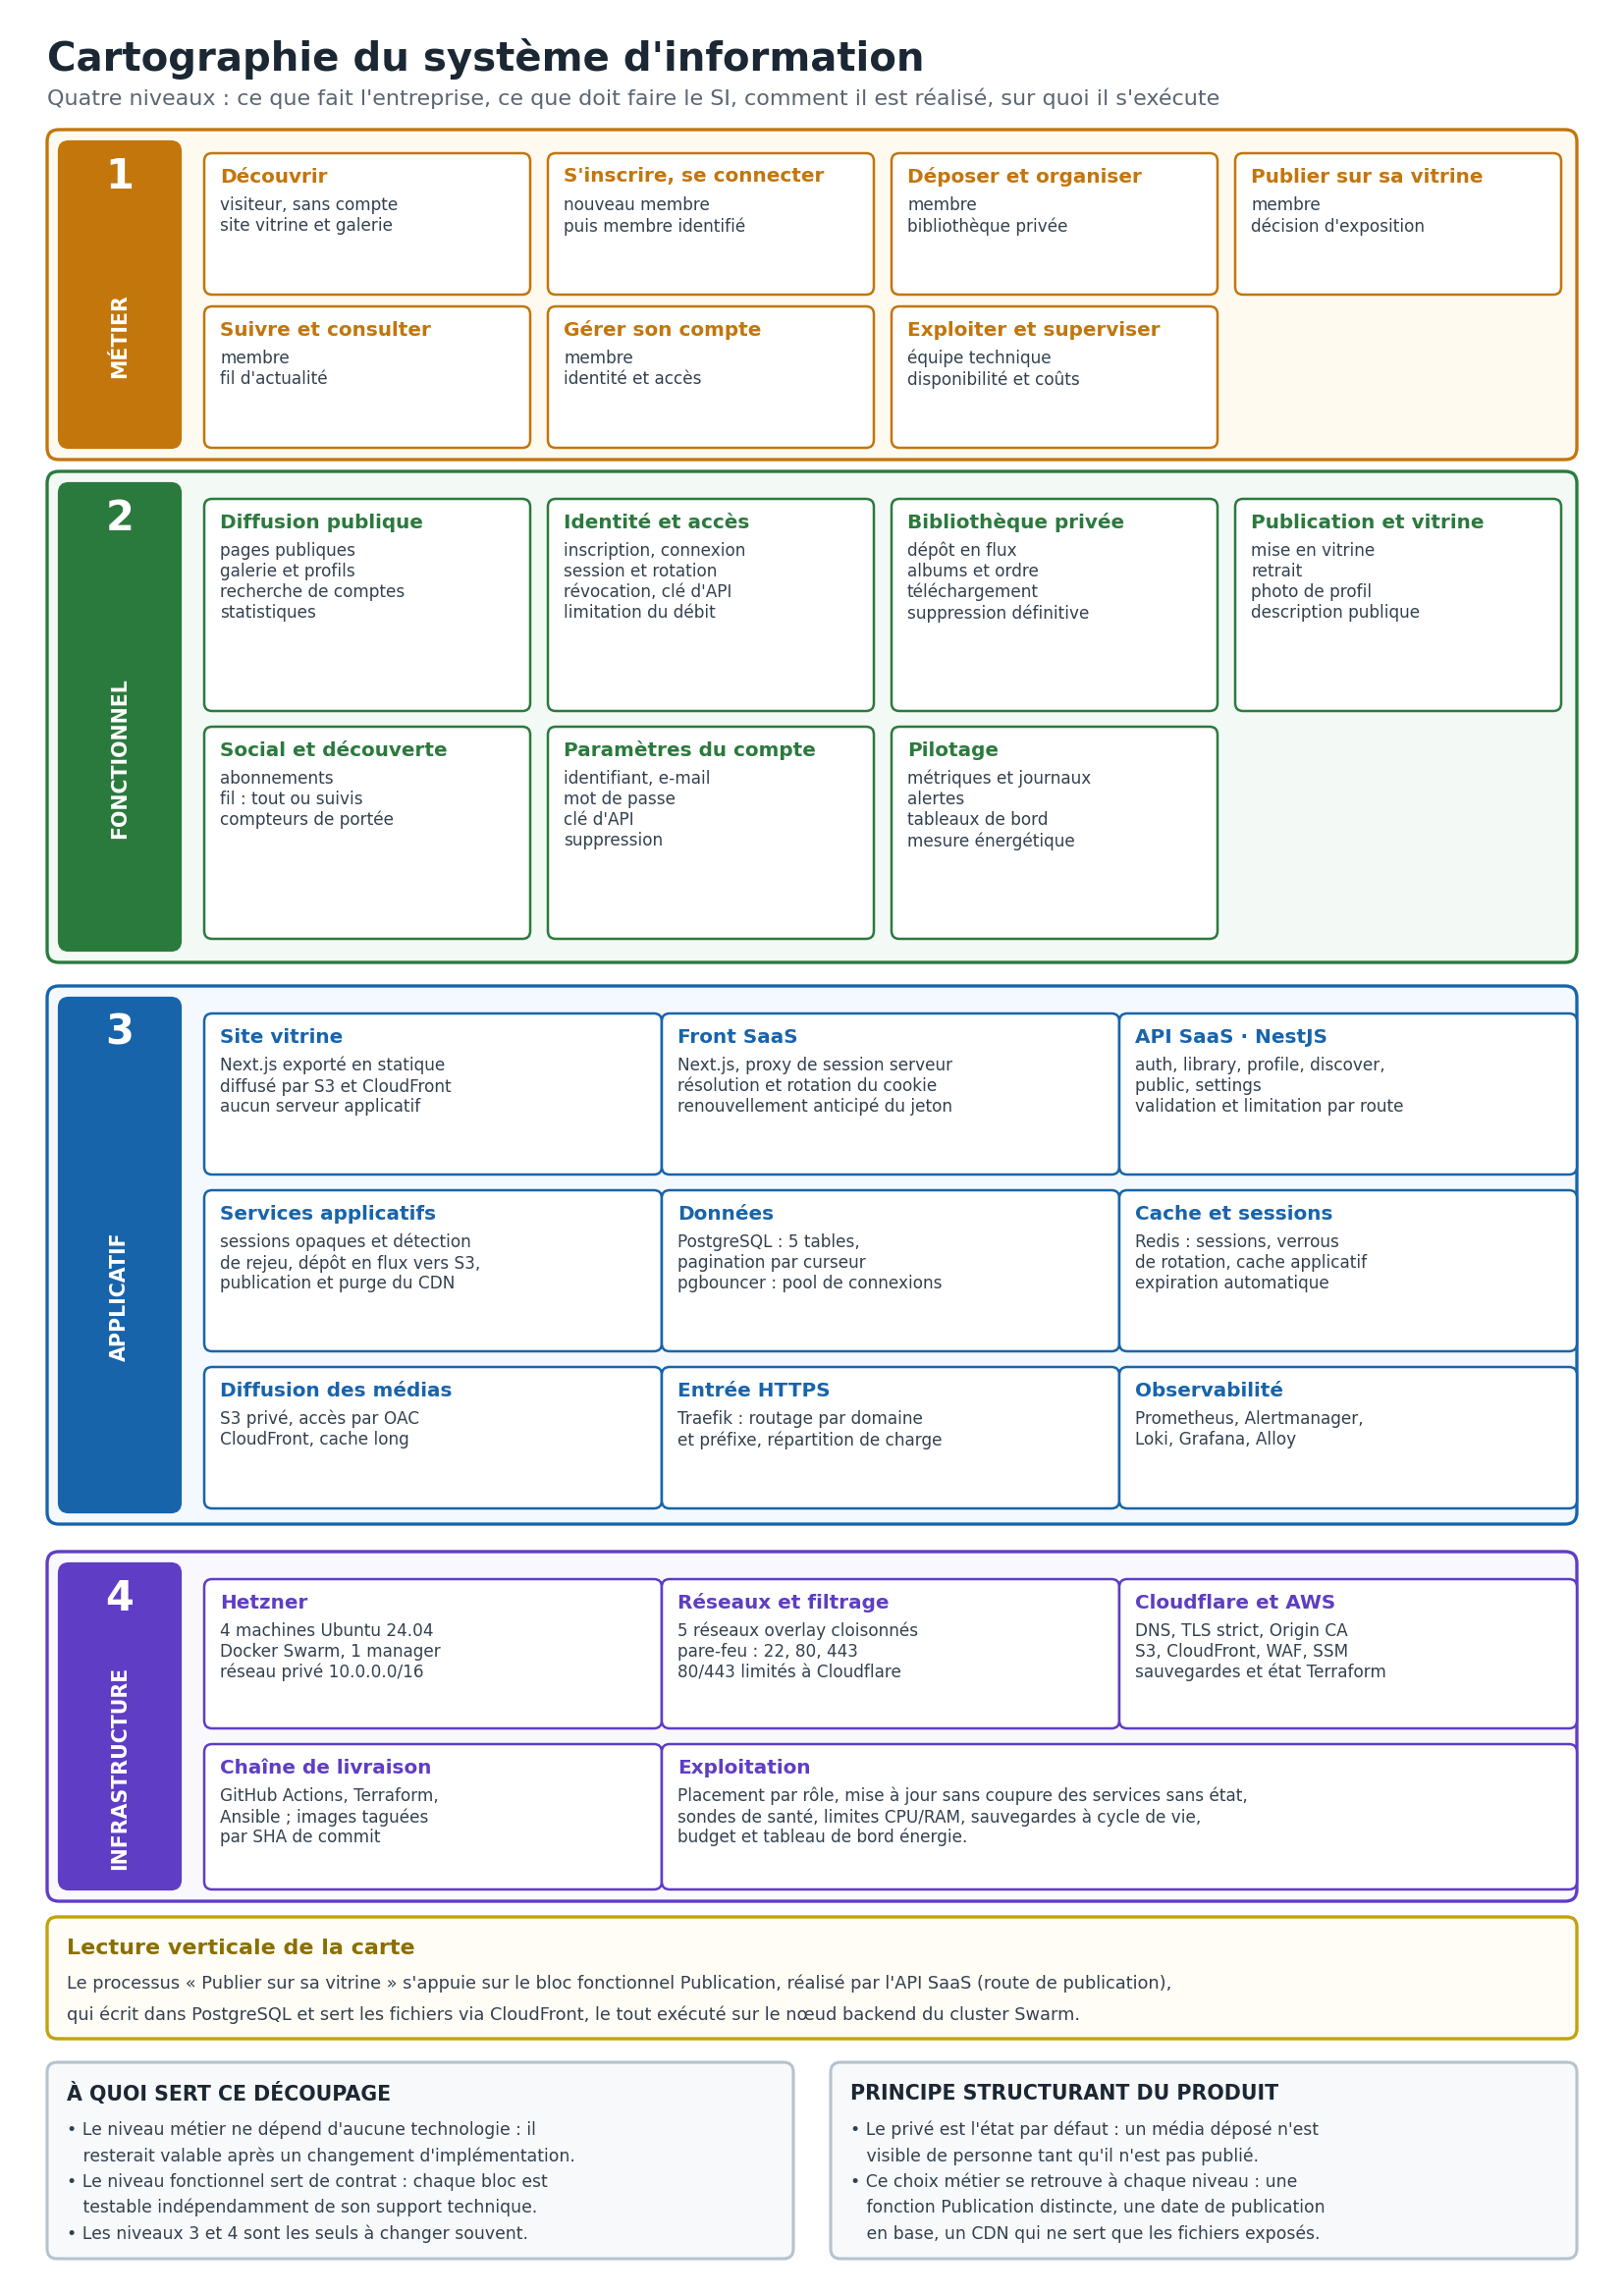 Cartographie du système d'information
Quatre niveaux : ce que fait l'entreprise, ce que doit faire le SI, comment il est réalisé, sur quoi il s'exécute
1
MÉTIER
Découvrir
visiteur, sans compte
site vitrine et galerie
S'inscrire, se connecter
nouveau membre
puis membre identifié
Déposer et organiser
membre
bibliothèque privée
Publier sur sa vitrine
membre
décision d'exposition
Suivre et consulter
membre
fil d'actualité
Gérer son compte
membre
identité et accès
Exploiter et superviser
équipe technique
disponibilité et coûts
2
FONCTIONNEL
Diffusion publique
pages publiques
galerie et profils
recherche de comptes
statistiques
Identité et accès
inscription, connexion
session et rotation
révocation, clé d'API
limitation du débit
Bibliothèque privée
dépôt en flux
albums et ordre
téléchargement
suppression définitive
Publication et vitrine
mise en vitrine
retrait
photo de profil
description publique
Social et découverte
abonnements
fil : tout ou suivis
compteurs de portée
Paramètres du compte
identifiant, e-mail
mot de passe
clé d'API
suppression
Pilotage
métriques et journaux
alertes
tableaux de bord
mesure énergétique
3
APPLICATIF
Site vitrine
Next.js exporté en statique
diffusé par S3 et CloudFront
aucun serveur applicatif
Front SaaS
Next.js, proxy de session serveur
résolution et rotation du cookie
renouvellement anticipé du jeton
API SaaS · NestJS
auth, library, profile, discover,
public, settings
validation et limitation par route
Services applicatifs
sessions opaques et détection
de rejeu, dépôt en flux vers S3,
publication et purge du CDN
Données
PostgreSQL : 5 tables,
pagination par curseur
pgbouncer : pool de connexions
Cache et sessions
Redis : sessions, verrous
de rotation, cache applicatif
expiration automatique
Diffusion des médias
S3 privé, accès par OAC
CloudFront, cache long
Entrée HTTPS
Traefik : routage par domaine
et préfixe, répartition de charge
Observabilité
Prometheus, Alertmanager,
Loki, Grafana, Alloy
4
INFRASTRUCTURE
Hetzner
4 machines Ubuntu 24.04
Docker Swarm, 1 manager
réseau privé 10.0.0.0/16
Réseaux et filtrage
5 réseaux overlay cloisonnés
pare-feu : 22, 80, 443
80/443 limités à Cloudflare
Cloudflare et AWS
DNS, TLS strict, Origin CA
S3, CloudFront, WAF, SSM
sauvegardes et état Terraform
Chaîne de livraison
GitHub Actions, Terraform,
Ansible ; images taguées
par SHA de commit
Exploitation
Placement par rôle, mise à jour sans coupure des services sans état,
sondes de santé, limites CPU/RAM, sauvegardes à cycle de vie,
budget et tableau de bord énergie.
Lecture verticale de la carte
Le processus « Publier sur sa vitrine » s'appuie sur le bloc fonctionnel Publication, réalisé par l'API SaaS (route de publication),
qui écrit dans PostgreSQL et sert les fichiers via CloudFront, le tout exécuté sur le nœud backend du cluster Swarm.
À QUOI SERT CE DÉCOUPAGE
• Le niveau métier ne dépend d'aucune technologie : il
resterait valable après un changement d'implémentation.
• Le niveau fonctionnel sert de contrat : chaque bloc est
testable indépendamment de son support technique.
• Les niveaux 3 et 4 sont les seuls à changer souvent.
PRINCIPE STRUCTURANT DU PRODUIT
• Le privé est l'état par défaut : un média déposé n'est
visible de personne tant qu'il n'est pas publié.
• Ce choix métier se retrouve à chaque niveau : une
fonction Publication distincte, une date de publication
en base, un CDN qui ne sert que les fichiers exposés.